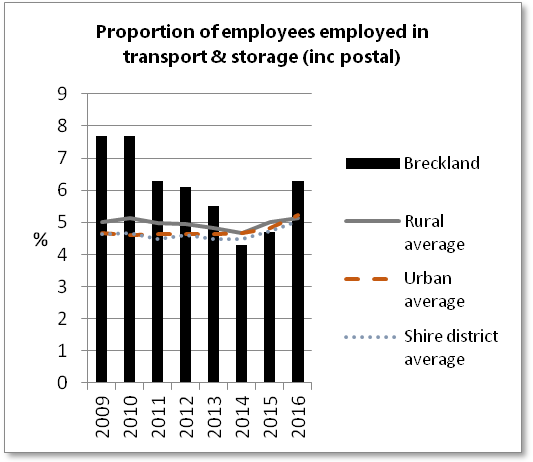 Proportion of employees employed in
transport & storage (inc postal)
9
8
7
6
5
4
3
2
1
0
%
2009
2010
2011
2012
2013
2014
2015
2016
Breckland
Rural
average
Urban
average
Shire district
average